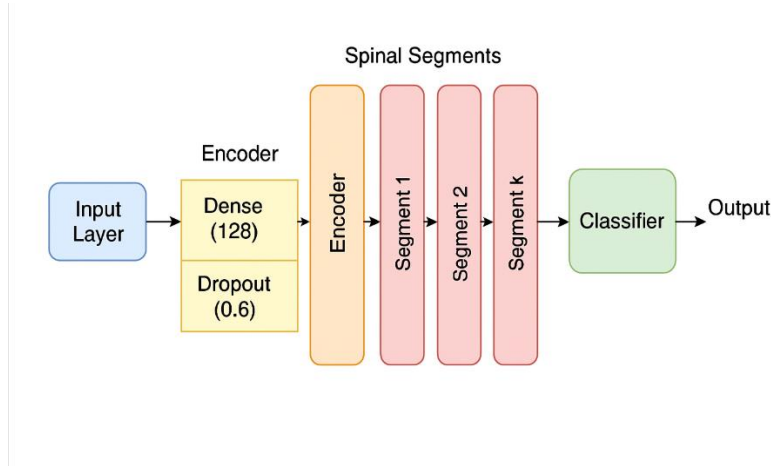 Spinal Segments
Encoder
Input
Layer
Dense
(128)
Dropout
(0.6)
Encoder
Segment 1
Segment 2
Segment k
Classifier
Output